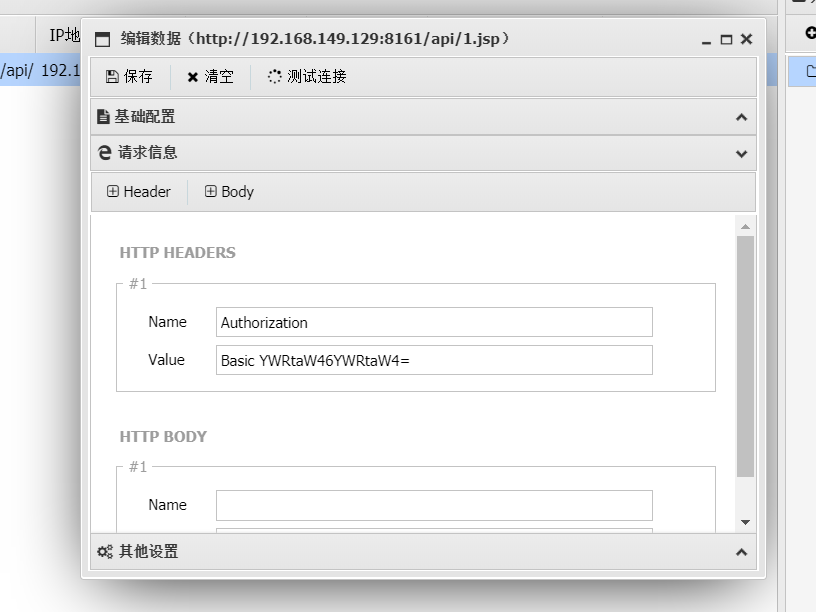 IP地
/api/ 192.1
编辑数据（http://192.168.149.129:8161/api/1.jsp）
保存 清空 测试连接
基础配置
请求信息
Header Body
HTTP HEADERS
#1
Name Authorization
Value Basic YWRtaW46YWRtaW4=
HTTP BODY
#1
Name
其他设置